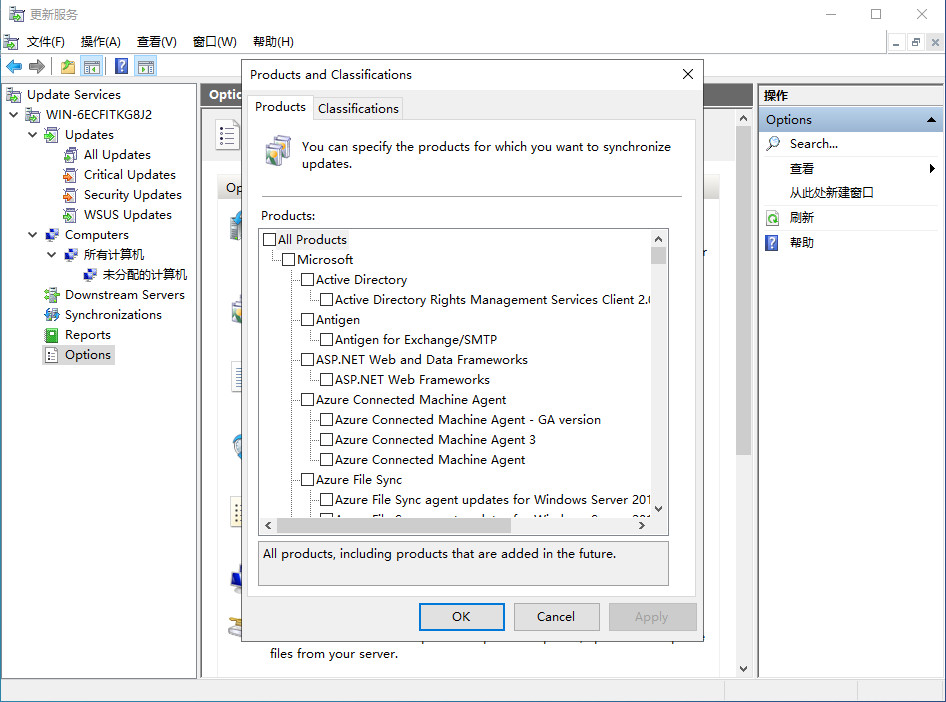 更新服务
文件(F) 操作(A) 查看(V) 窗口(W) 帮助(H)
Update Services
WIN-6ECFITKG8J2
Updates
All Updates
Critical Updates
Security Updates
WSUS Updates
Computers
所有计算机
未分配的计算机
Downstream Servers
Synchronizations
Reports
Options
Products and Classifications
Products Classifications
You can specify the products for which you want to synchronize
updates.
Products:
All Products
Microsoft
Active Directory
Active Directory Rights Management Services Client 2.0
Antigen
Antigen for Exchange/SMTP
ASP.NET Web and Data Frameworks
ASP.NET Web Frameworks
Azure Connected Machine Agent
Azure Connected Machine Agent - GA version
Azure Connected Machine Agent 3
Azure Connected Machine Agent
Azure File Sync
Azure File Sync agent updates for Windows Server 201
All products, including products that are added in the future.
OK Cancel Apply
files from your server.
操作
Options
Search...
查看
从此处新建窗口
刷新
帮助